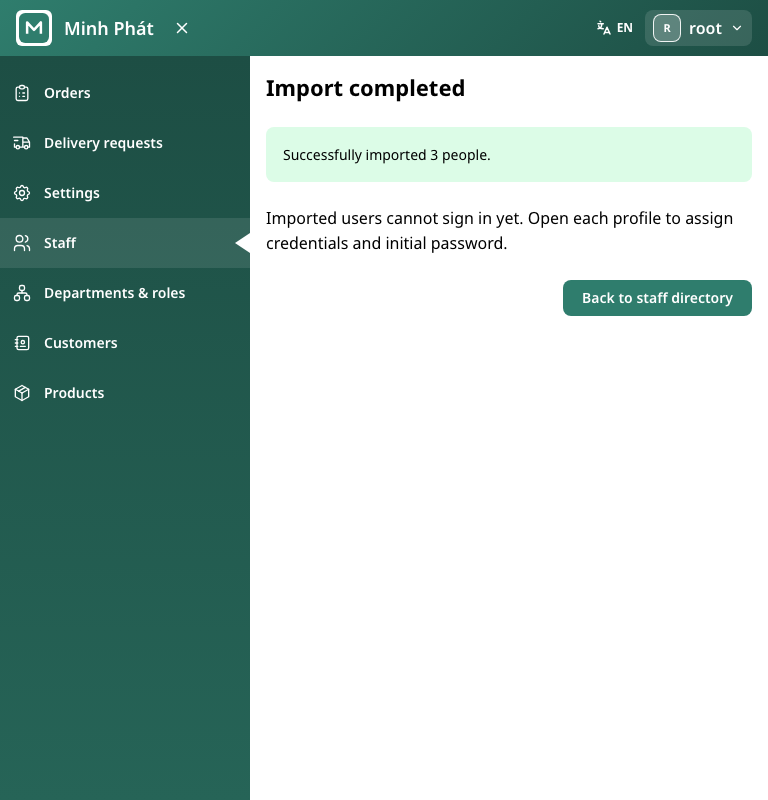 Minh Phát
EN
R
root
Orders
Delivery requests
Settings
Staff
Departments & roles
Customers
Products
Import completed
Successfully imported 3 people.
Imported users cannot sign in yet. Open each profile to assign
credentials and initial password.
Back to staff directory